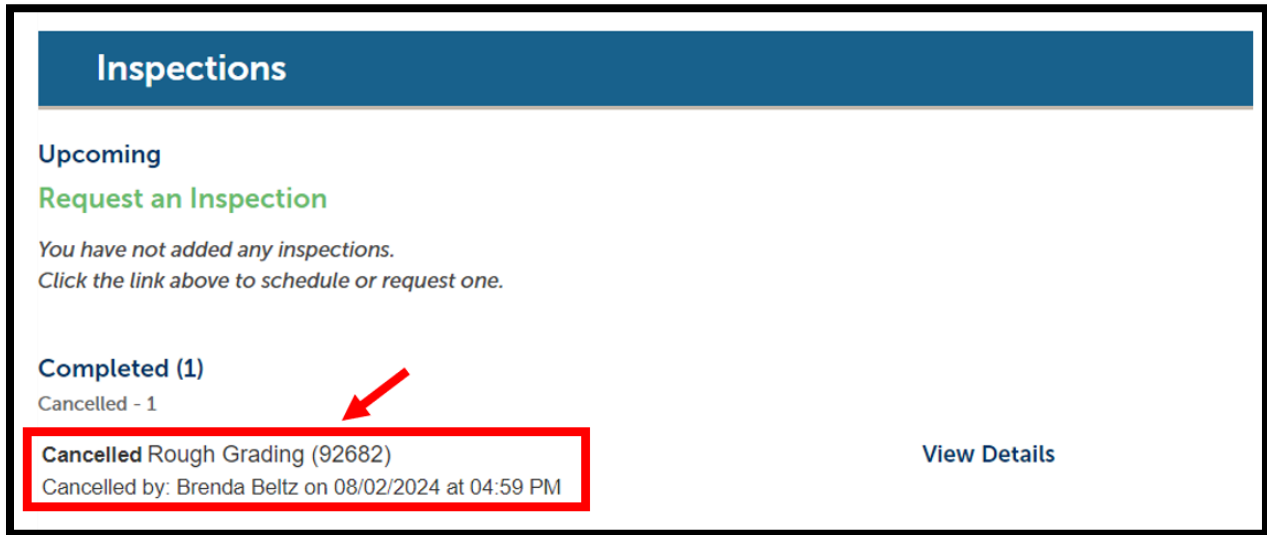 Inspections
Upcoming
Request an Inspection
You have not added any inspections.
Click the link above to schedule or request one.
Completed (1)
Cancelled - 1
Cancelled Rough Grading (92682)
View Details
Cancelled by: Brenda Beltz on 08/02/2024 at 04:59 PM